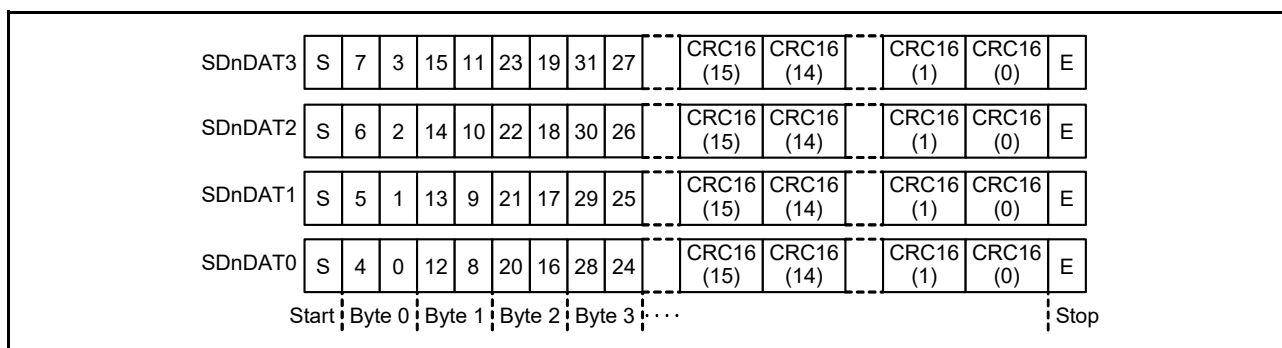 SDnDAT3 S 7 3 15 11 23 19 31 27 CRC16 (15) CRC16 (14) CRC16 (1) CRC16 (0) E
SDnDAT2 S 6 2 14 10 22 18 30 26 CRC16 (15) CRC16 (14) CRC16 (1) CRC16 (0) E
SDnDAT1 S 5 1 13 9 21 17 29 25 CRC16 (15) CRC16 (14) CRC16 (1) CRC16 (0) E
SDnDAT0 S 4 0 12 8 20 16 28 24 CRC16 (15) CRC16 (14) CRC16 (1) CRC16 (0) E
Start Byte 0 Byte 1 Byte 2 Byte 3 ···· Stop